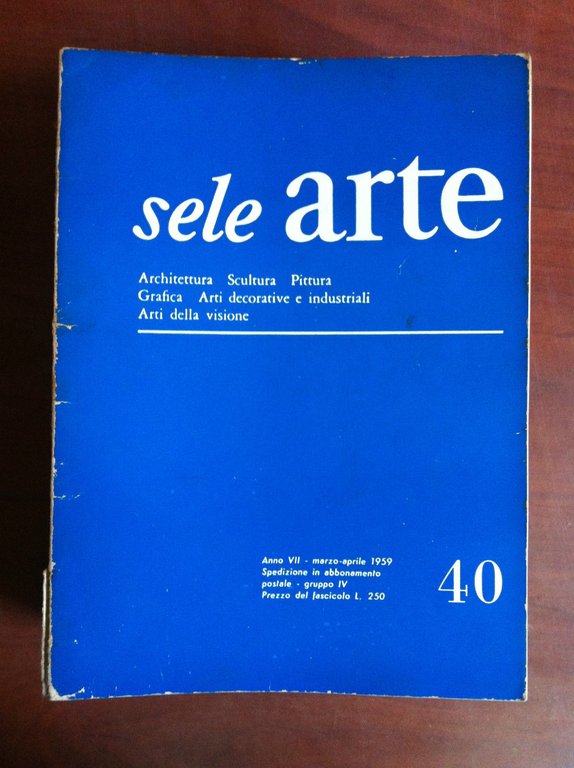 sele arte
Architettura Scultura Pittura
Grafica Arti decorative e industriali
Arti della visione
Anno VII - marzo-aprile 1959
Spedizione in abbonamento
postale - gruppo IV
Prezzo del fascicolo L. 250
40